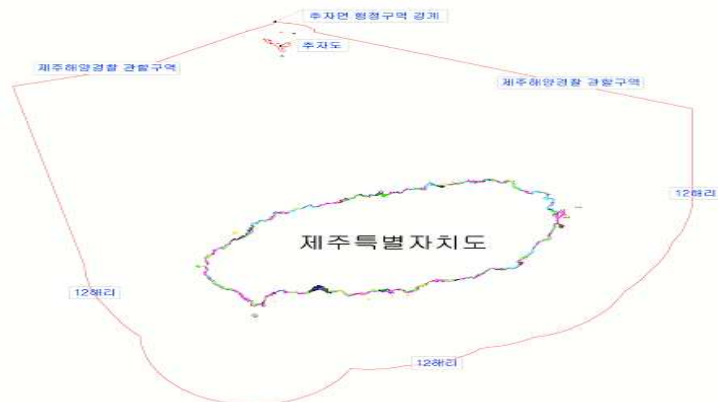 추자면 행정구역 경계
추자도
제주해양경찰 관할구역
제주해양경찰 관할구역
12해리
제주특별자치도
12해리
12해리